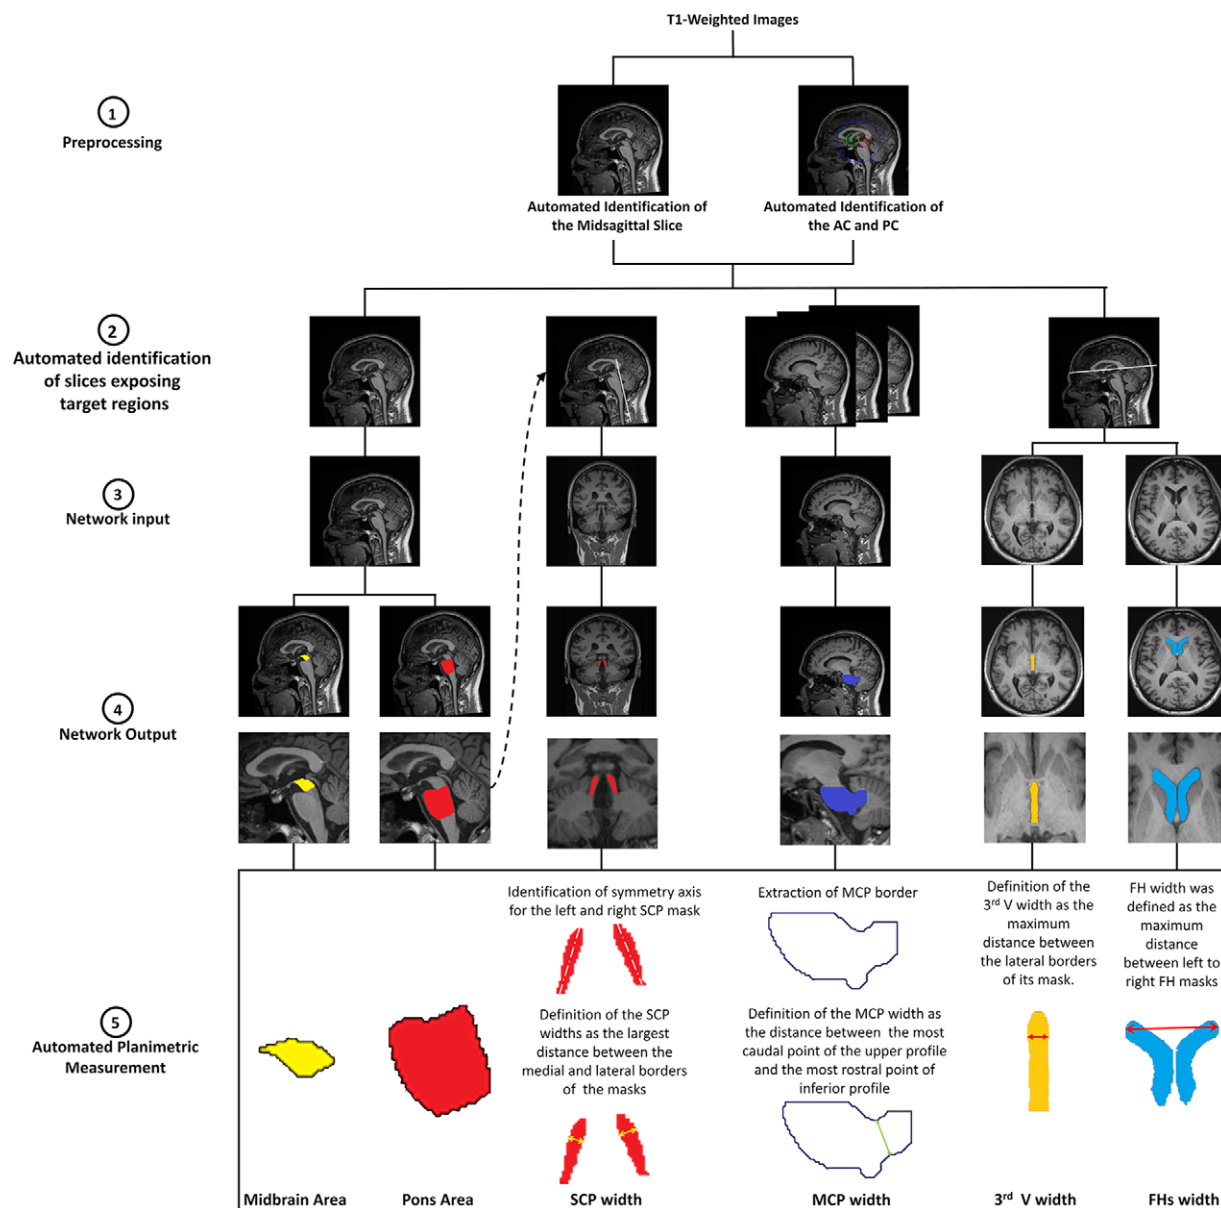 T1-Weighted Images
1
Preprocessing
Automated Identification of
the Midsagittal Slice
Automated Identification of
the AC and PC
2
Automated identification
of slices exposing
target regions
3
Network input
4
Network Output
5
Automated Planimetric
Measurement
Identification of symmetry axis
for the left and right SCP mask
Definition of the SCP
widths as the largest
distance between the
medial and lateral borders
of the masks
Extraction of MCP border
Definition of the MCP width as
the distance between the most
caudal point of the upper profile
and the most rostral point of
inferior profile
Definition of the
3rd V width as the
maximum
distance between
the lateral borders
of its mask.
FH width was
defined as the
maximum
distance
between left to
right FH masks
Midbrain Area
Pons Area
SCP width
MCP width
3rd V width
FHs width